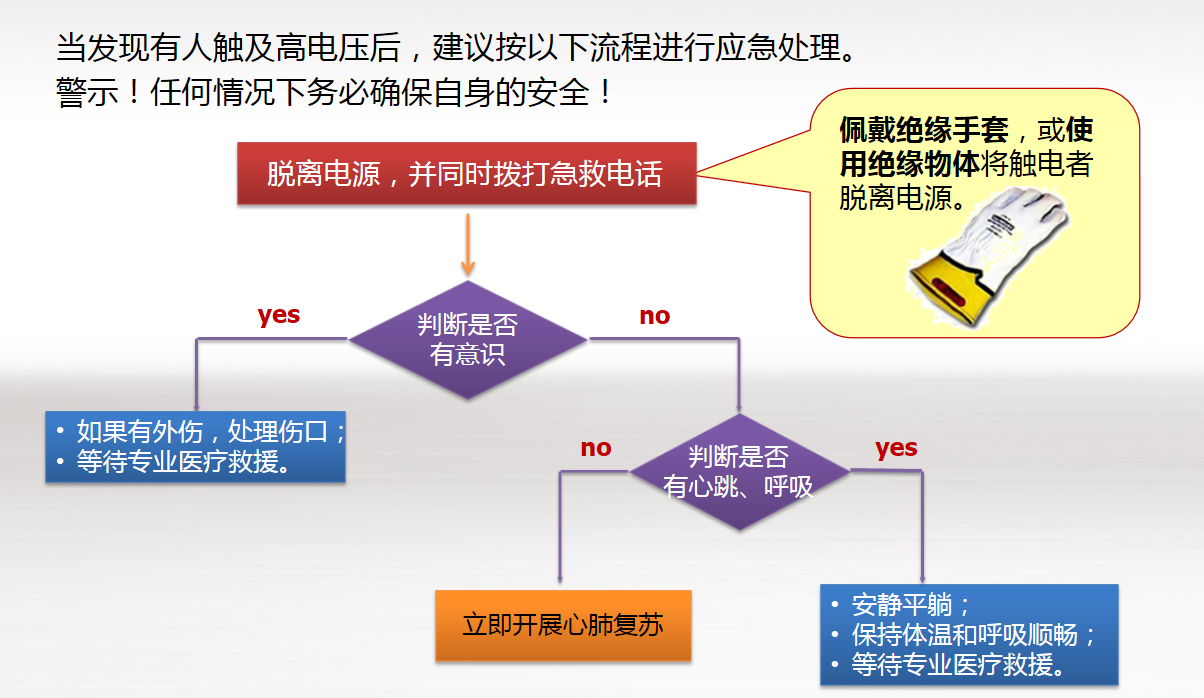 当发现有人触及高电压后，建议按以下流程进行应急处理。
警示！任何情况下务必确保自身的安全！
脱离电源，并同时拨打急救电话
佩戴绝缘手套，或使
用绝缘物体将触电者
脱离电源。
yes
判断是否
有意识
no
• 如果有外伤，处理伤口；
• 等待专业医疗救援。
no
判断是否
有心跳、呼吸
yes
立即开展心肺复苏
• 安静平躺；
• 保持体温和呼吸顺畅；
• 等待专业医疗救援。